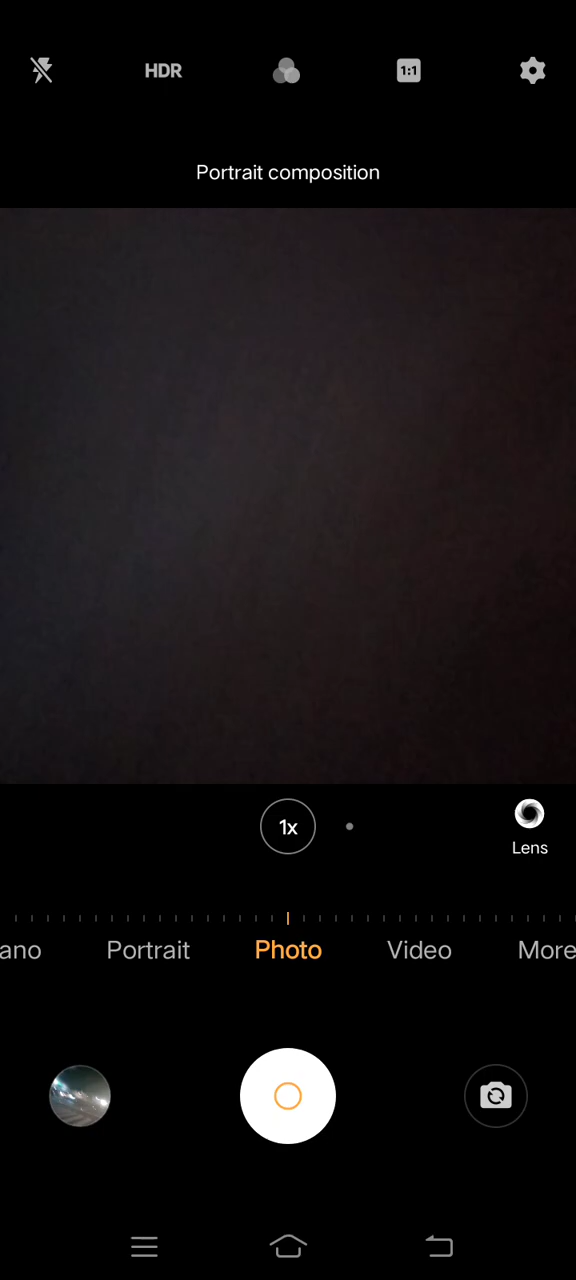 HDR
1:1
Portrait composition
1x
Lens
ano Portrait Photo Video More